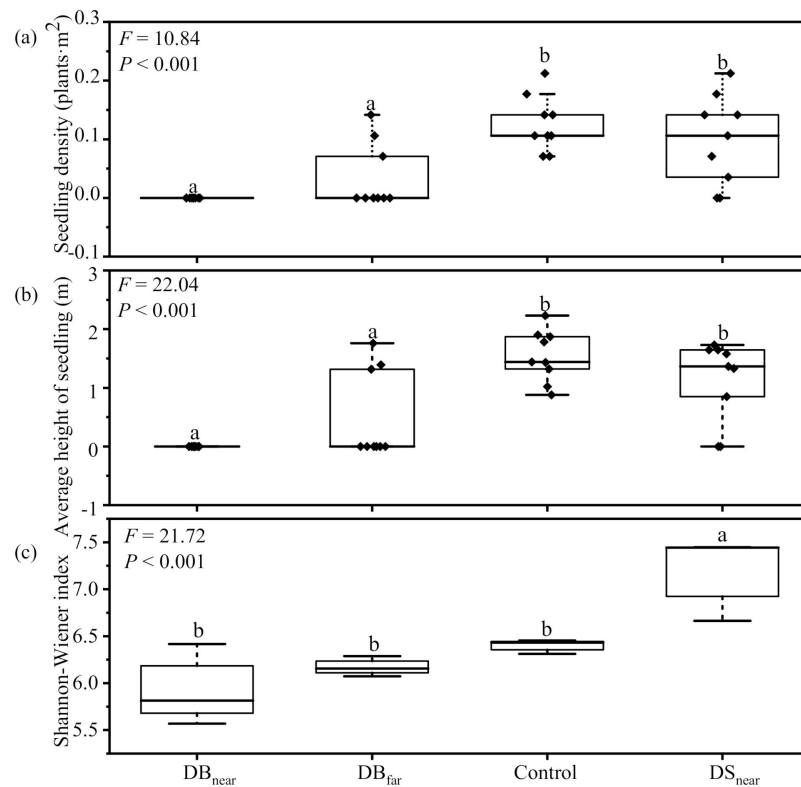 (a)
F = 10.84
P < 0.001
Seedling density (plants·m²)
0.3
0.2
0.1
0.0
-0.1
a
a
b
b
(b)
F = 22.04
P < 0.001
Average height of seedling (m)
3
2
1
0
-1
a
a
b
b
(c)
F = 21.72
P < 0.001
Shannon-Wiener index
7.5
7.0
6.5
6.0
5.5
b
b
b
a
DBnear
DBfar
Control
DSnear